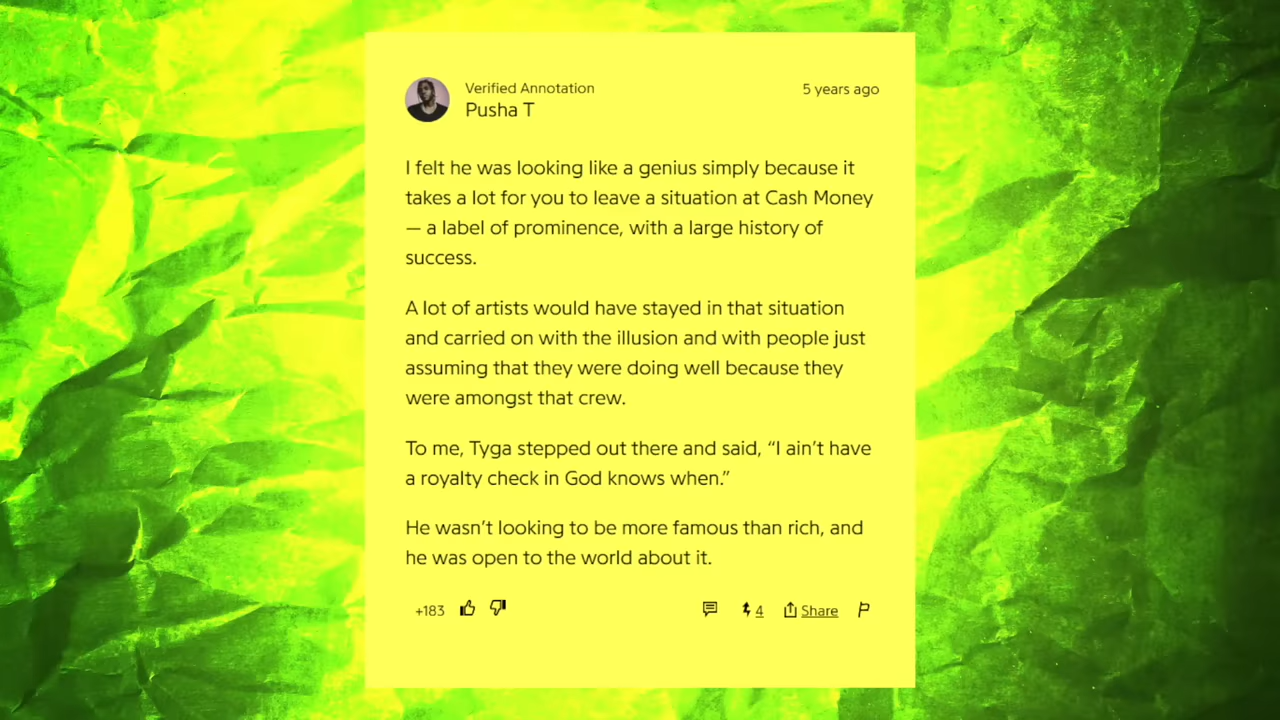 Verified Annotation
5 years ago
Pusha T
I felt he was looking like a genius simply because it
takes a lot for you to leave a situation at Cash Money
— a label of prominence, with a large history of
success.
A lot of artists would have stayed in that situation
and carried on with the illusion and with people just
assuming that they were doing well because they
were amongst that crew.
To me, Tyga stepped out there and said, “I ain’t have
a royalty check in God knows when.”
He wasn’t looking to be more famous than rich, and
he was open to the world about it.
+183
4
Share